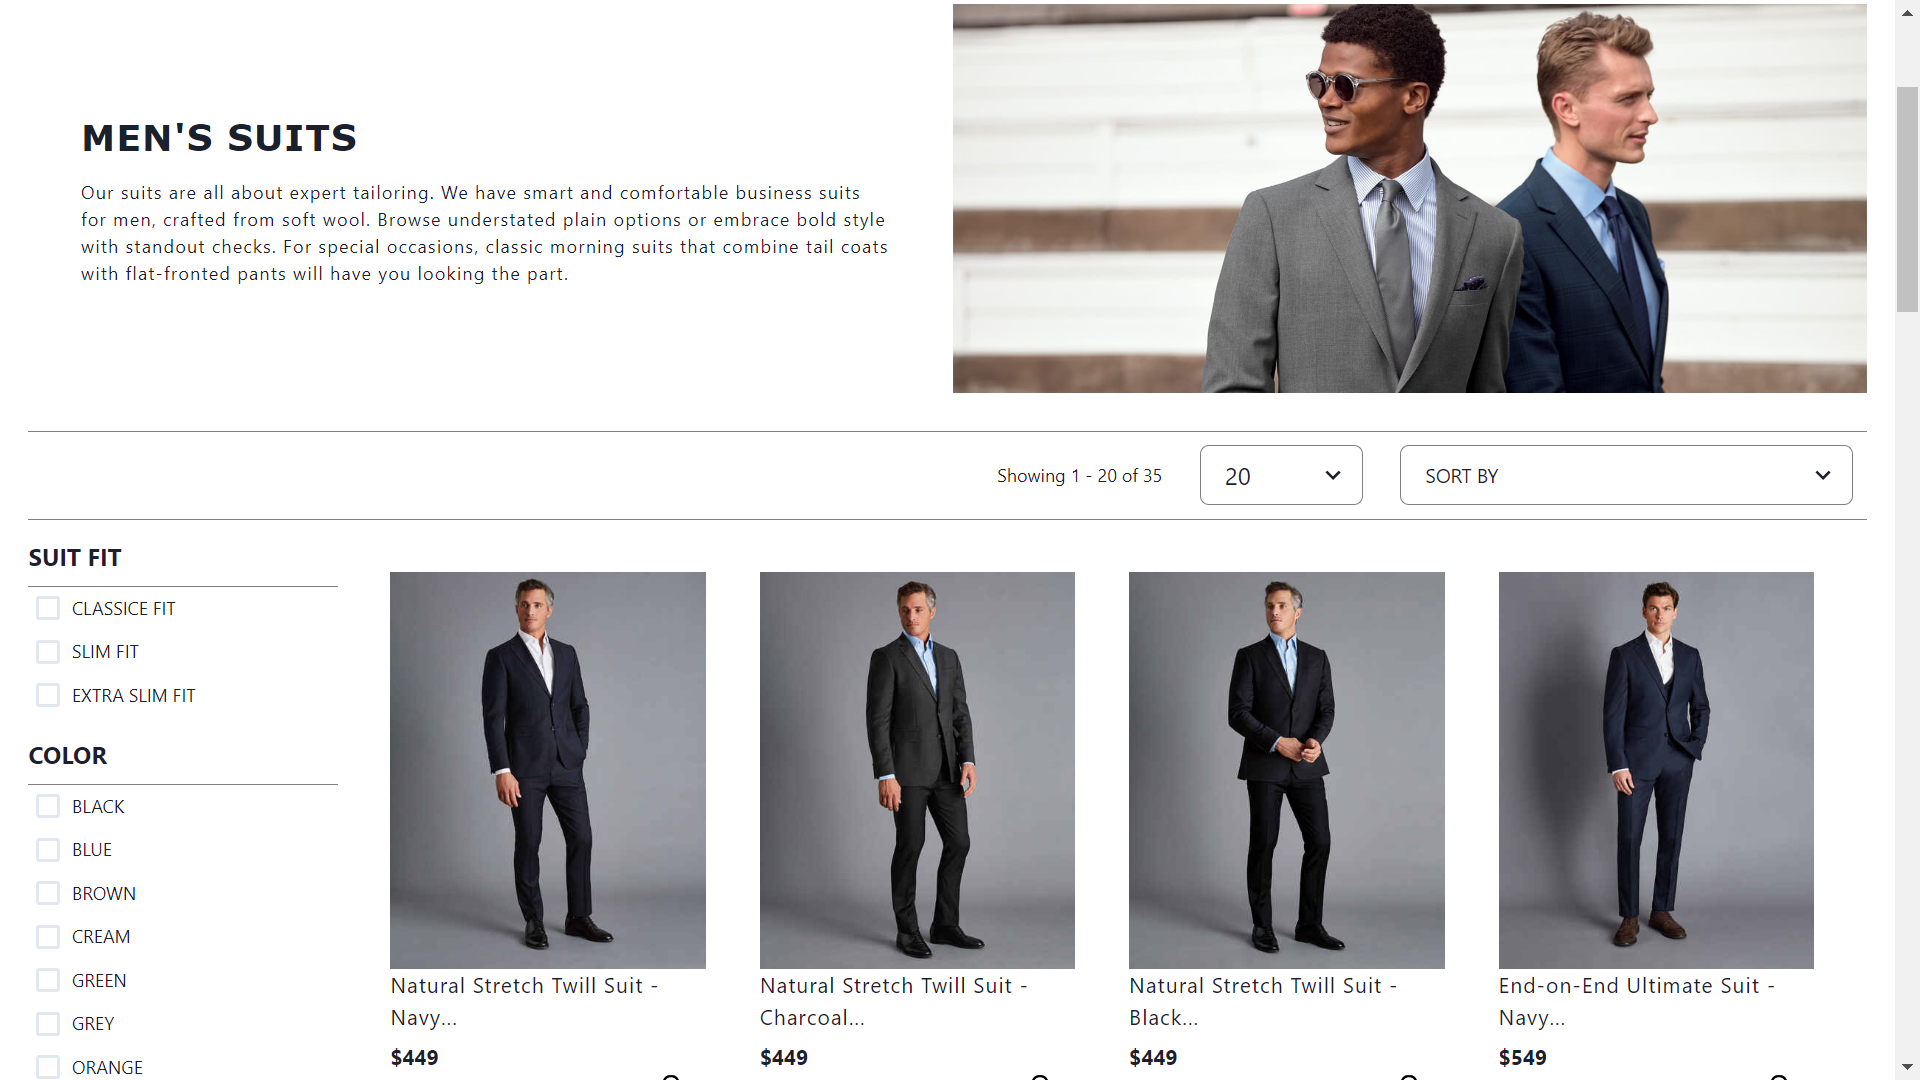 MEN'S SUITS
Our suits are all about expert tailoring. We have smart and comfortable business suits
for men, crafted from soft wool. Browse understated plain options or embrace bold style
with standout checks. For special occasions, classic morning suits that combine tail coats
with flat-fronted pants will have you looking the part.
Showing 1 - 20 of 35
20
SORT BY
SUIT FIT
CLASSICE FIT
SLIM FIT
EXTRA SLIM FIT
COLOR
BLACK
BLUE
BROWN
CREAM
GREEN
GREY
ORANGE
Natural Stretch Twill Suit -
Navy...
$449
Natural Stretch Twill Suit -
Charcoal...
$449
Natural Stretch Twill Suit -
Black...
$449
End-on-End Ultimate Suit -
Navy...
$549